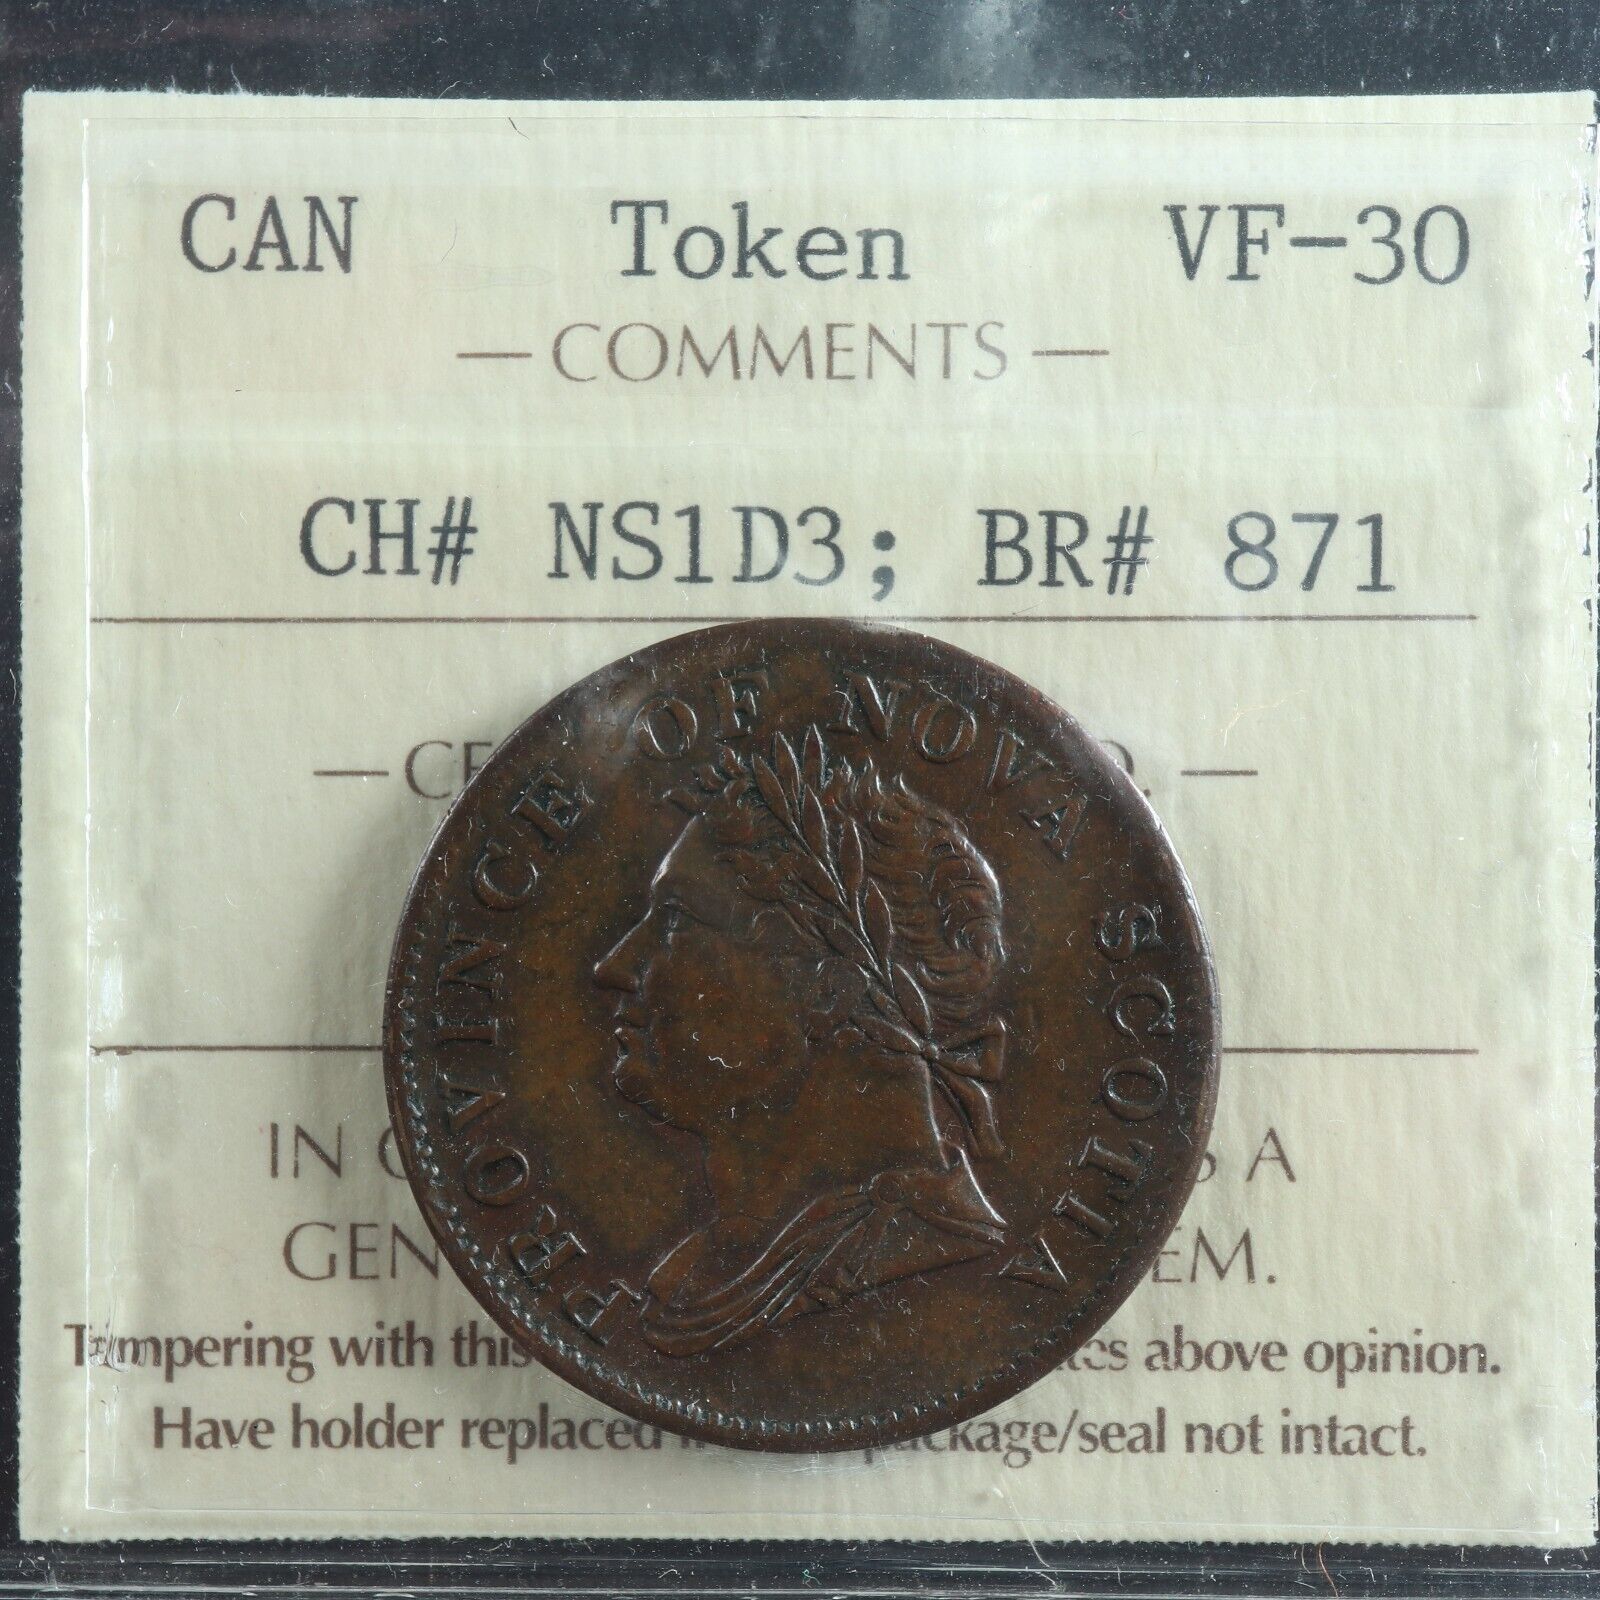 CAN Token VF-30
— COMMENTS —
CH# NS1D3; BR# 871
PROVINCE OF NOVA SCOTIA
IN A
Tampering with this above opinion.
Have holder replaced package/seal not intact.